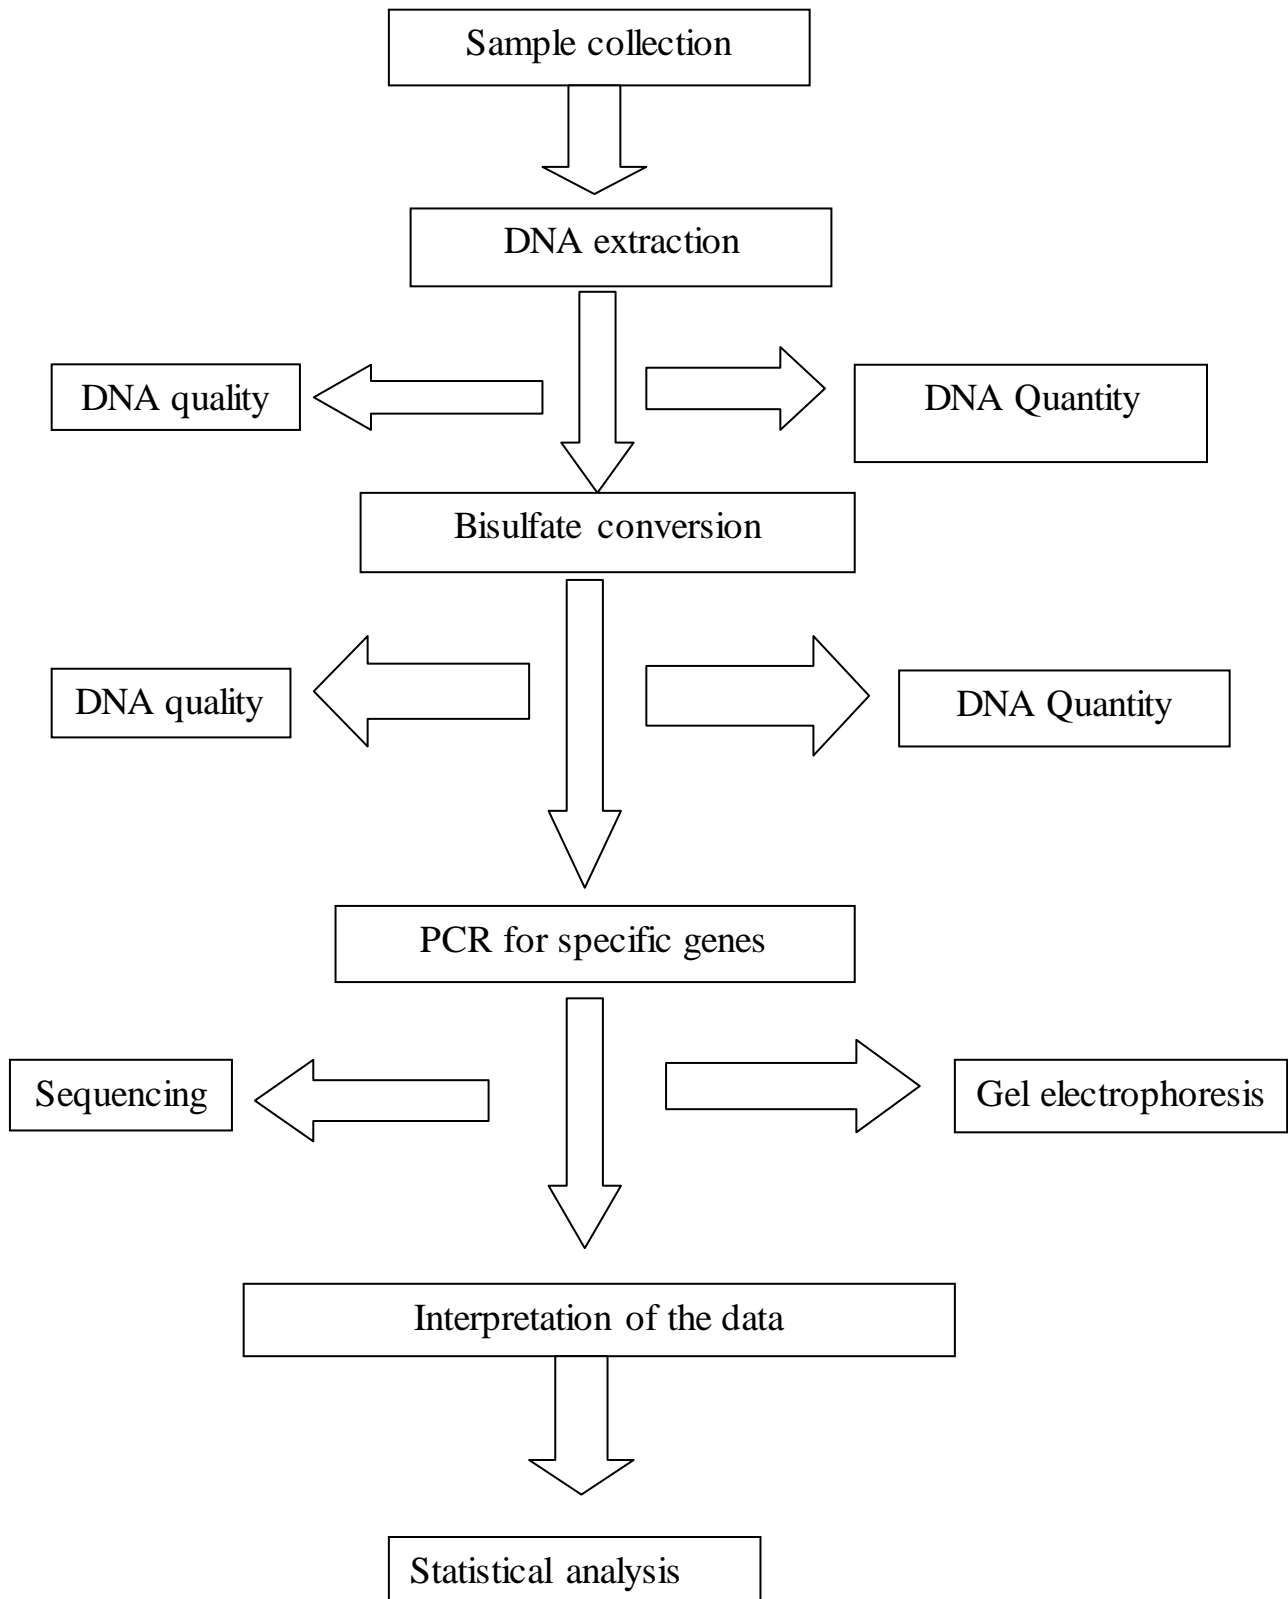 Sample collection
DNA extraction
DNA quality
DNA Quantity
Bisulfate conversion
DNA quality
DNA Quantity
PCR for specific genes
Sequencing
Gel electrophoresis
Interpretation of the data
Statistical analysis